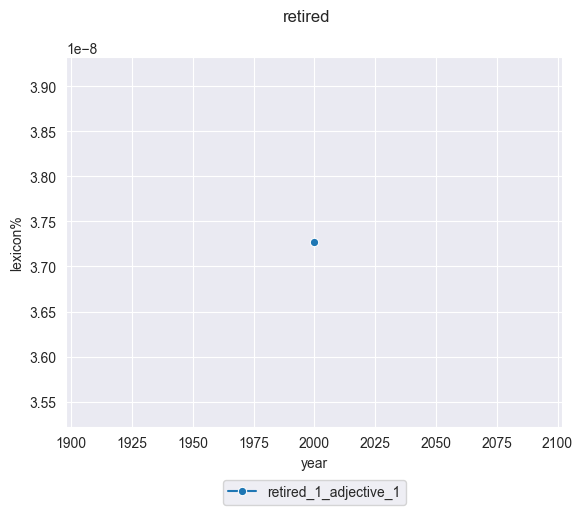 retired
1e−8
3.90
3.85
3.80
3.75
3.70
3.65
3.60
3.55
lexicon%
1900 1925 1950 1975 2000 2025 2050 2075 2100
year
retired_1_adjective_1